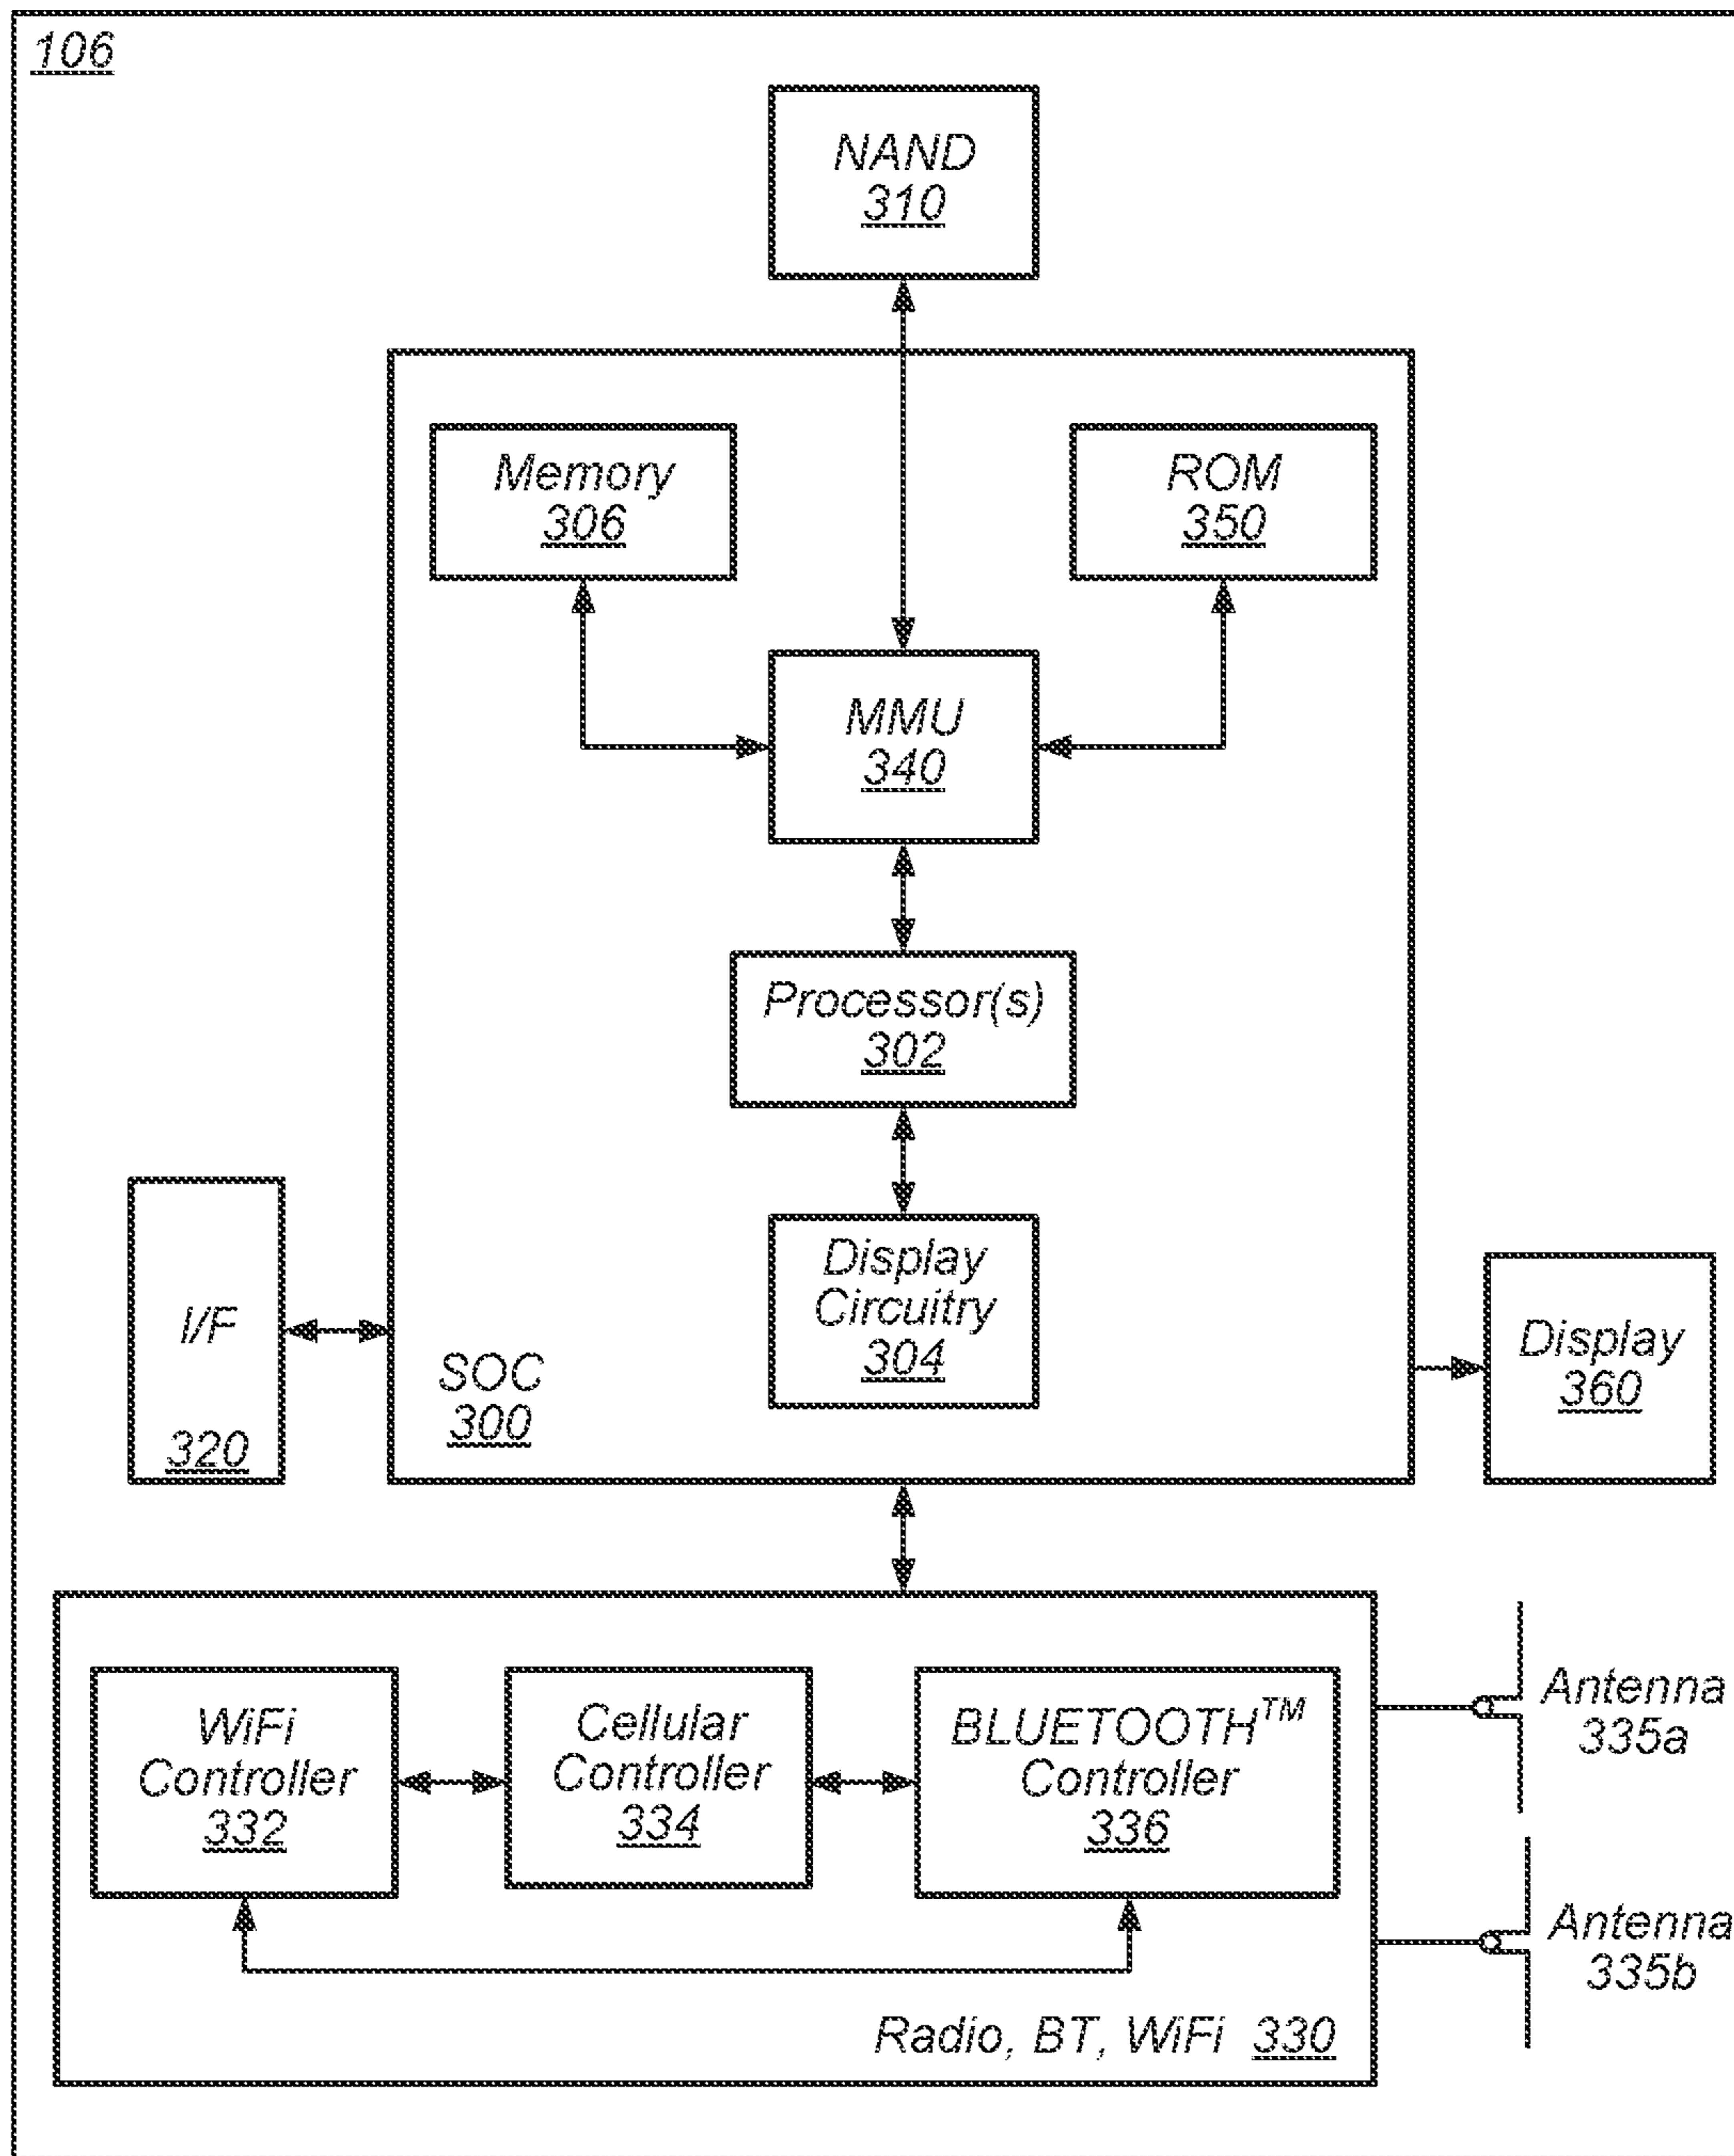 106
NAND
310
Memory
306
ROM
350
MMU
340
Processor(s)
302
Display
Circuitry
304
I/F
320
SOC
300
Display
360
WiFi
Controller
332
Cellular
Controller
334
BLUETOOTH™
Controller
336
Antenna
335a
Antenna
335b
Radio, BT, WiFi 330